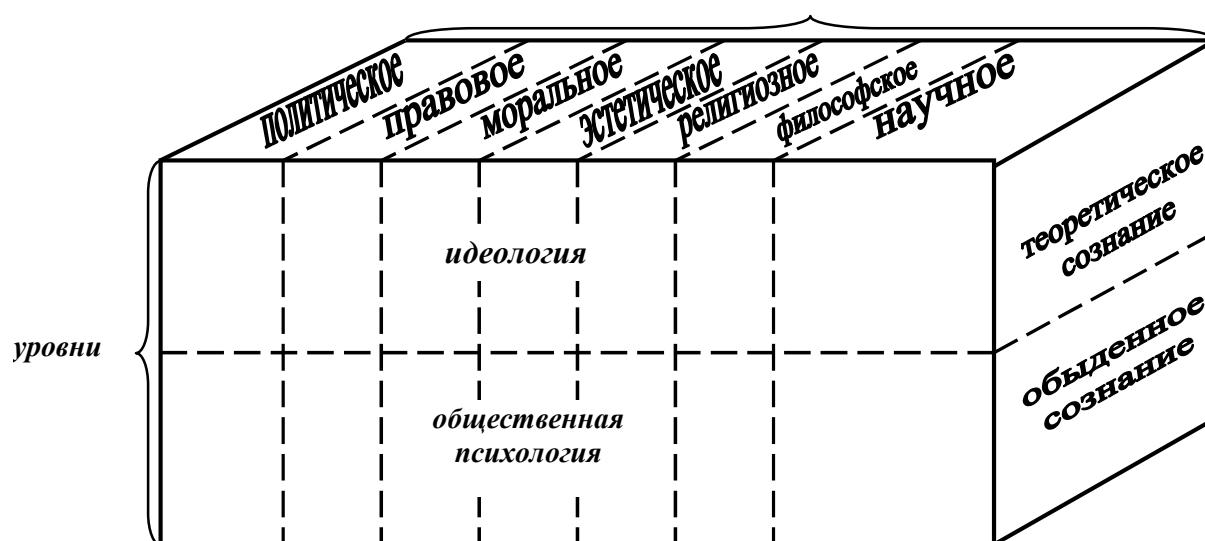 политическое
правовое
моральное
эстетическое
религиозное
философское
научное
идеология
теоретическое
сознание
уровни
обыденное
сознание
общественная
психология